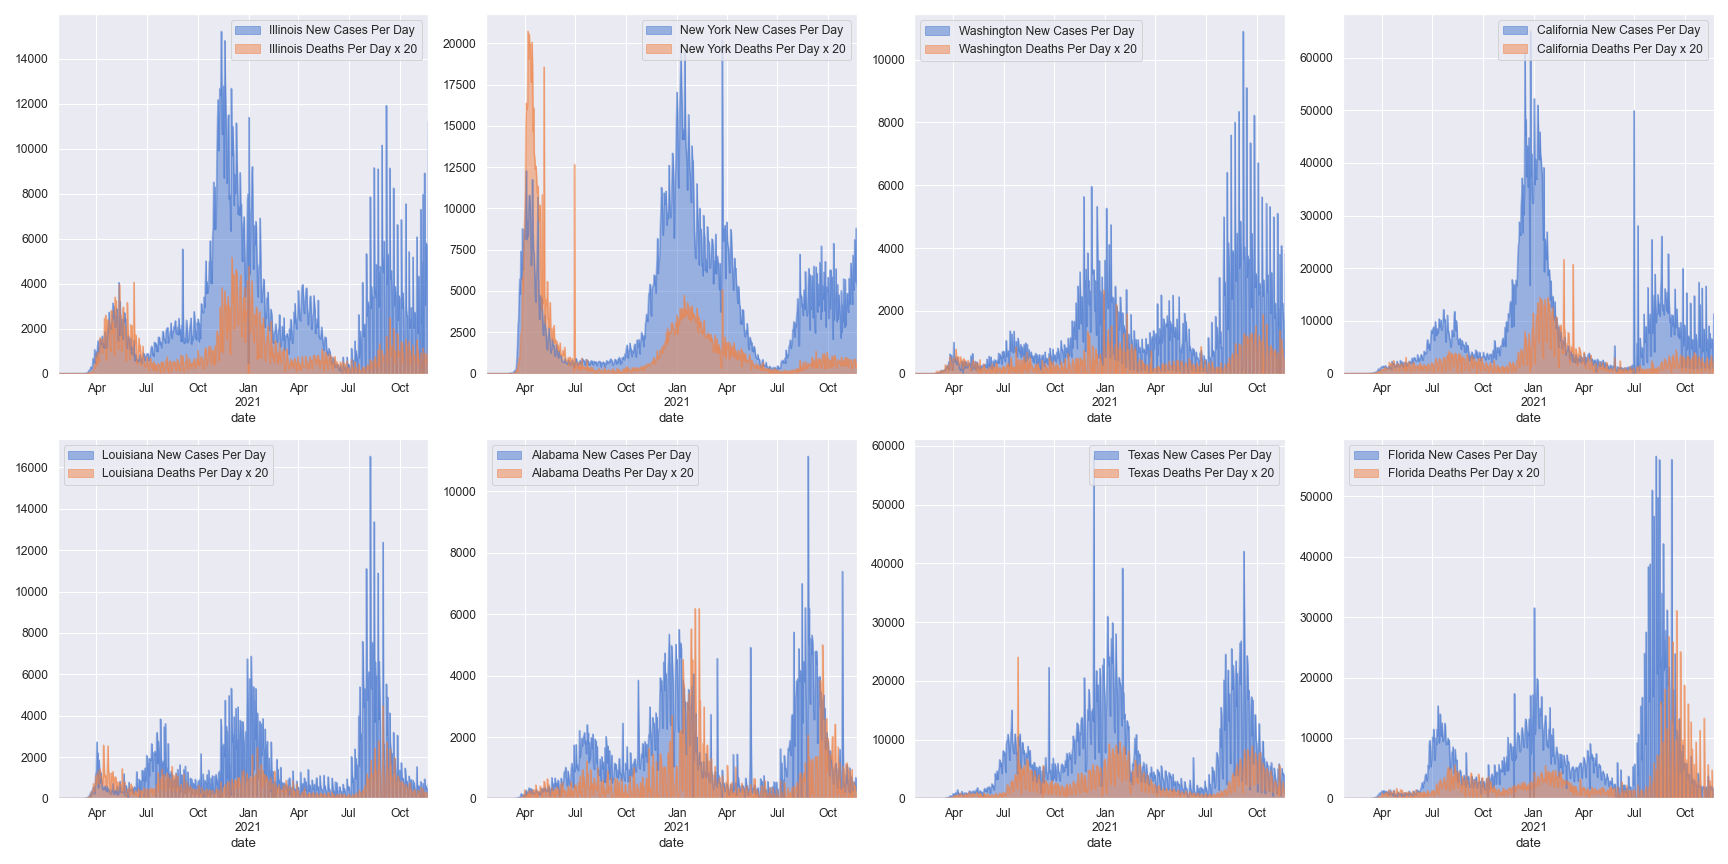 Illinois New Cases Per Day
Illinois Deaths Per Day x 20
14000
12000
10000
8000
6000
4000
2000
0
Apr Jul Oct Jan Apr Jul Oct
2021
date
New York New Cases Per Day
New York Deaths Per Day x 20
20000
17500
15000
12500
10000
7500
5000
2500
0
Apr Jul Oct Jan Apr Jul Oct
2021
date
Washington New Cases Per Day
Washington Deaths Per Day x 20
10000
8000
6000
4000
2000
0
Apr Jul Oct Jan Apr Jul Oct
2021
date
California New Cases Per Day
California Deaths Per Day x 20
60000
50000
40000
30000
20000
10000
0
Apr Jul Oct Jan Apr Jul Oct
2021
date
Louisiana New Cases Per Day
Louisiana Deaths Per Day x 20
16000
14000
12000
10000
8000
6000
4000
2000
0
Apr Jul Oct Jan Apr Jul Oct
2021
date
Alabama New Cases Per Day
Alabama Deaths Per Day x 20
10000
8000
6000
4000
2000
0
Apr Jul Oct Jan Apr Jul Oct
2021
date
Texas New Cases Per Day
Texas Deaths Per Day x 20
60000
50000
40000
30000
20000
10000
0
Apr Jul Oct Jan Apr Jul Oct
2021
date
Florida New Cases Per Day
Florida Deaths Per Day x 20
50000
40000
30000
20000
10000
0
Apr Jul Oct Jan Apr Jul Oct
2021
date